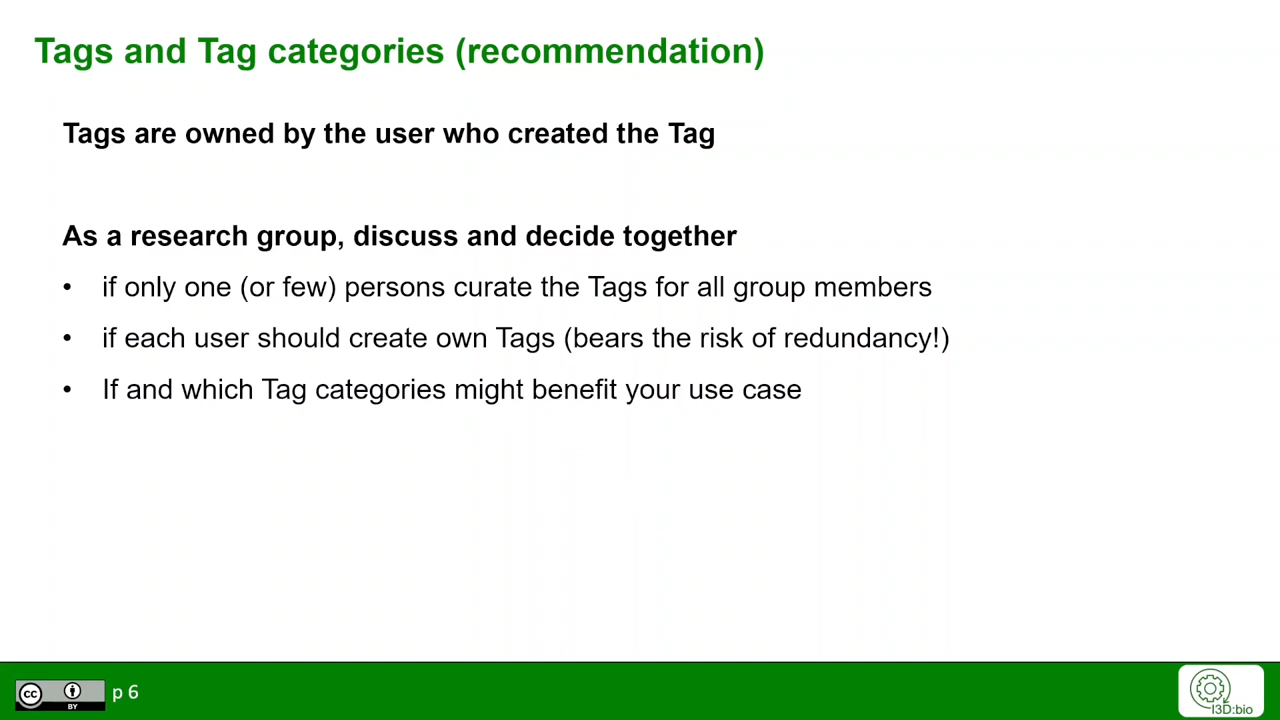 Tags and Tag categories (recommendation)
Tags are owned by the user who created the Tag
As a research group, discuss and decide together
• if only one (or few) persons curate the Tags for all group members
• if each user should create own Tags (bears the risk of redundancy!)
• If and which Tag categories might benefit your use case
cc BY p 6
I3D:bio